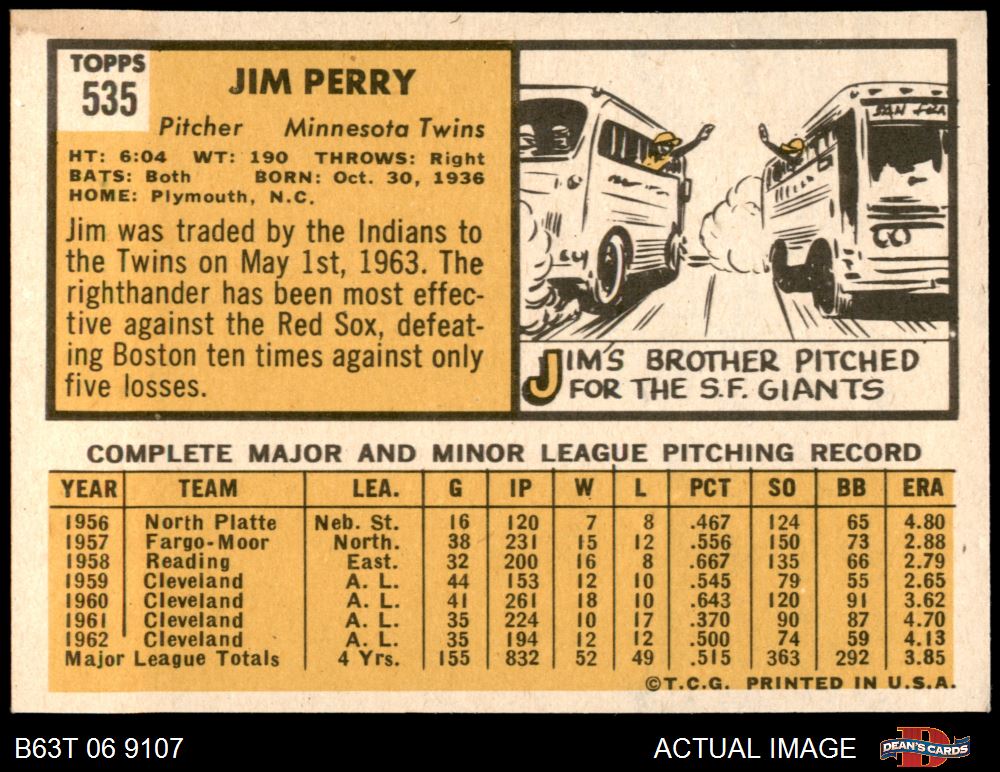 TOPPS
535
JIM PERRY
Pitcher Minnesota Twins
HT: 6:04 WT: 190 THROWS: Right
BATS: Both BORN: Oct. 30, 1936
HOME: Plymouth, N.C.
Jim was traded by the Indians to
the Twins on May 1st, 1963. The
righthander has been most effec-
tive against the Red Sox, defeat-
ing Boston ten times against only
five losses.
JIM'S BROTHER PITCHED
FOR THE S.F. GIANTS
COMPLETE MAJOR AND MINOR LEAGUE PITCHING RECORD
YEAR TEAM LEA. G IP W L PCT SO BB ERA
1956 North Platte Neb. St. 16 120 7 8 .467 124 65 4.80
1957 Fargo-Moor North. 38 231 15 12 .556 150 73 2.88
1958 Reading East. 32 200 16 8 .667 135 66 2.79
1959 Cleveland A. L. 44 153 12 10 .545 79 55 2.65
1960 Cleveland A. L. 41 261 18 10 .643 120 91 3.62
1961 Cleveland A. L. 35 224 10 17 .370 90 87 4.70
1962 Cleveland A. L. 35 194 12 12 .500 74 59 4.13
Major League Totals 4 Yrs. 155 832 52 49 .515 363 292 3.85
©T.C.G. PRINTED IN U.S.A.
B63T 06 9107
ACTUAL IMAGE
DEAN'S CARDS